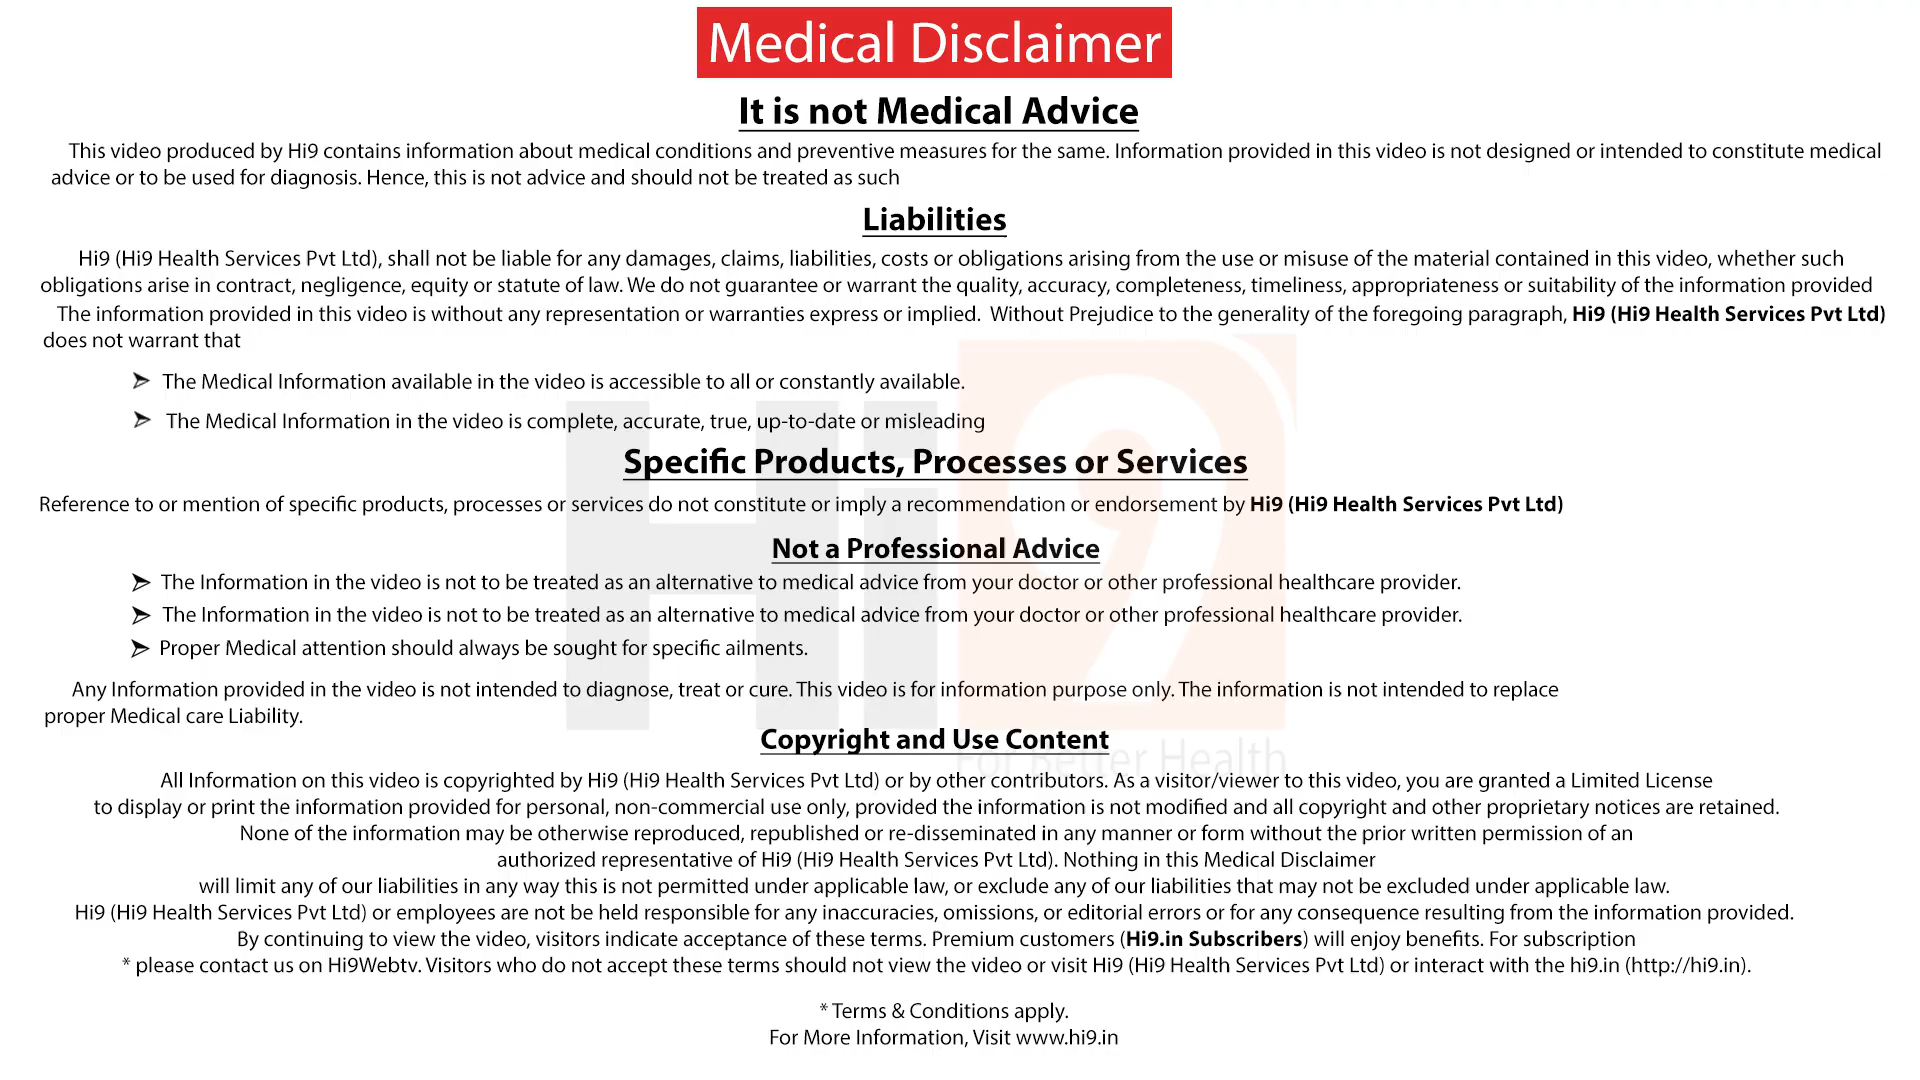 Medical Disclaimer
It is not Medical Advice
This video produced by Hi9 contains information about medical conditions and preventive measures for the same. Information provided in this video is not designed or intended to constitute medical
advice or to be used for diagnosis. Hence, this is not advice and should not be treated as such
Liabilities
Hi9 (Hi9 Health Services Pvt Ltd), shall not be liable for any damages, claims, liabilities, costs or obligations arising from the use or misuse of the material contained in this video, whether such
obligations arise in contract, negligence, equity or statute of law. We do not guarantee or warrant the quality, accuracy, completeness, timeliness, appropriateness or suitability of the information provided
The information provided in this video is without any representation or warranties express or implied. Without Prejudice to the generality of the foregoing paragraph, Hi9 (Hi9 Health Services Pvt Ltd)
does not warrant that
➢ The Medical Information available in the video is accessible to all or constantly available.
➢ The Medical Information in the video is complete, accurate, true, up-to-date or misleading
Specific Products, Processes or Services
Reference to or mention of specific products, processes or services do not constitute or imply a recommendation or endorsement by Hi9 (Hi9 Health Services Pvt Ltd)
Not a Professional Advice
➢ The Information in the video is not to be treated as an alternative to medical advice from your doctor or other professional healthcare provider.
➢ The Information in the video is not to be treated as an alternative to medical advice from your doctor or other professional healthcare provider.
➢ Proper Medical attention should always be sought for specific ailments.
Any Information provided in the video is not intended to diagnose, treat or cure. This video is for information purpose only. The information is not intended to replace
proper Medical care Liability.
Hi9
For Better Health
Copyright and Use Content
All Information on this video is copyrighted by Hi9 (Hi9 Health Services Pvt Ltd) or by other contributors. As a visitor/viewer to this video, you are granted a Limited License
to display or print the information provided for personal, non-commercial use only, provided the information is not modified and all copyright and other proprietary notices are retained.
None of the information may be otherwise reproduced, republished or re-disseminated in any manner or form without the prior written permission of an
authorized representative of Hi9 (Hi9 Health Services Pvt Ltd). Nothing in this Medical Disclaimer
will limit any of our liabilities in any way this is not permitted under applicable law, or exclude any of our liabilities that may not be excluded under applicable law.
Hi9 (Hi9 Health Services Pvt Ltd) or employees are not be held responsible for any inaccuracies, omissions, or editorial errors or for any consequence resulting from the information provided.
By continuing to view the video, visitors indicate acceptance of these terms. Premium customers (Hi9.in Subscribers) will enjoy benefits. For subscription
* please contact us on Hi9Webtv. Visitors who do not accept these terms should not view the video or visit Hi9 (Hi9 Health Services Pvt Ltd) or interact with the hi9.in (http://hi9.in).
* Terms & Conditions apply.
For More Information, Visit www.hi9.in